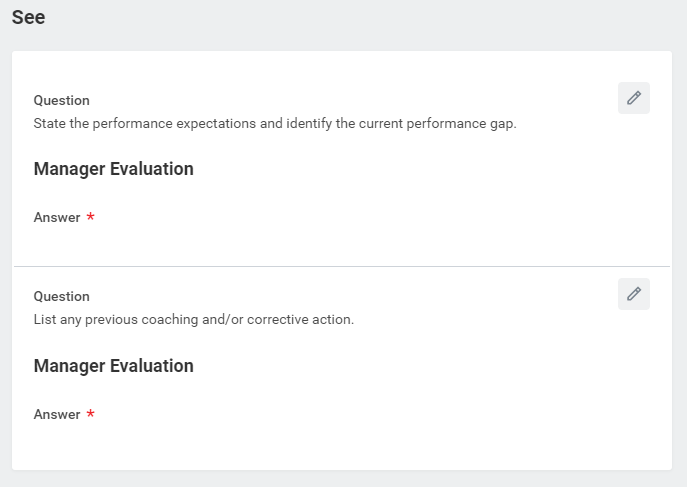 See
Question
State the performance expectations and identify the current performance gap.
Manager Evaluation
Answer *
Question
List any previous coaching and/or corrective action.
Manager Evaluation
Answer *